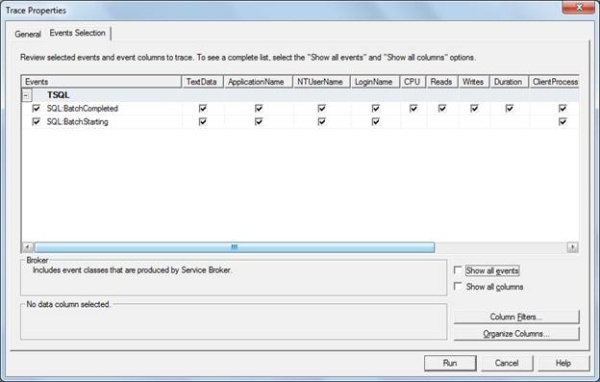 Trace Properties
General Events Selection
Review selected events and event columns to trace. To see a complete list, select the "Show all events" and "Show all columns" options.
Events TextData ApplicationName NTUserName LoginName CPU Reads Writes Duration ClientProcess
TSQL
SQL:BatchCompleted
SQL:BatchStarting
Broker
Includes event classes that are produced by Service Broker.
Show all events
Show all columns
No data column selected.
Column Filters...
Organize Columns...
Run Cancel Help